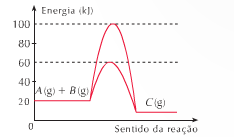 Energia (kJ)
100
80
60
40
20
A(g) + B(g)
C(g)
0
Sentido da reação